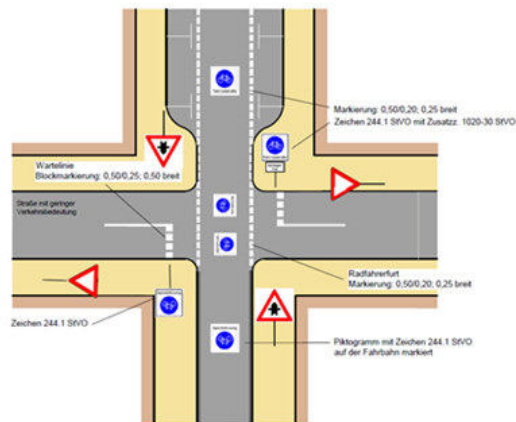 Markierung: 0,50/0,20; 0,25 breit
Zeichen 244.1 StVO mit Zusatzz. 1020-30 StVO
Wartelinie
Blockmarkierung: 0,50/0,25; 0,50 breit
Straße mit geringer
Verkehrsbedeutung
Radfahrerfurt
Markierung: 0,50/0,20; 0,25 breit
Zeichen 244.1 StVO
Piktogramm mit Zeichen 244.1 StVO
auf der Fahrbahn markiert